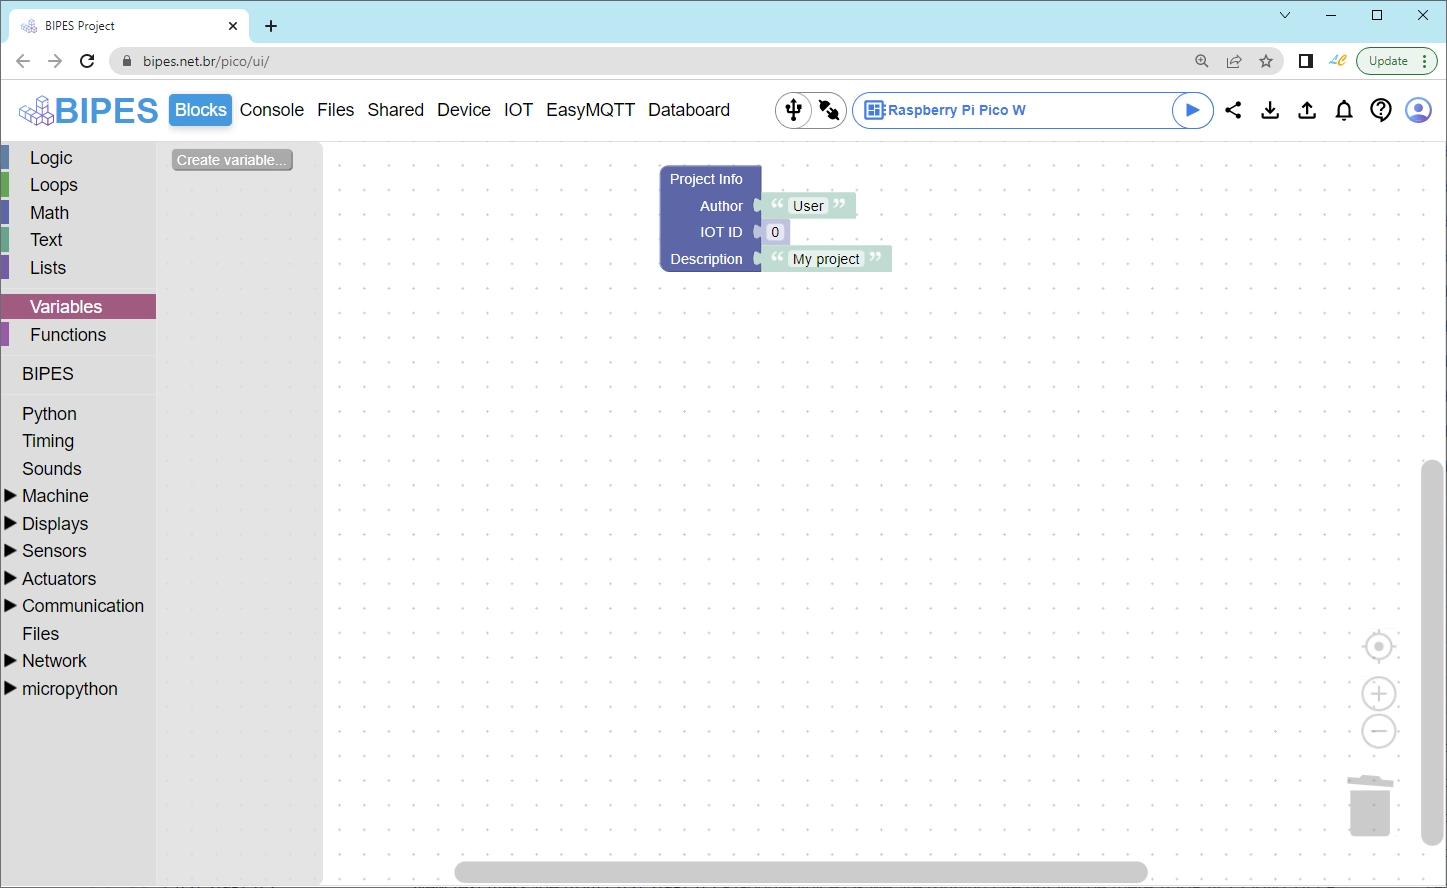 BIPES Project
bipes.net.br/pico/ui/
Update
BIPES Blocks Console Files Shared Device IOT EasyMQTT Databoard Raspberry Pi Pico W
Logic
Loops
Math
Text
Lists
Variables
Functions
BIPES
Python
Timing
Sounds
Machine
Displays
Sensors
Actuators
Communication
Files
Network
micropython
Create variable...
Project Info
Author “ User ”
IOT ID 0
Description “ My project ”